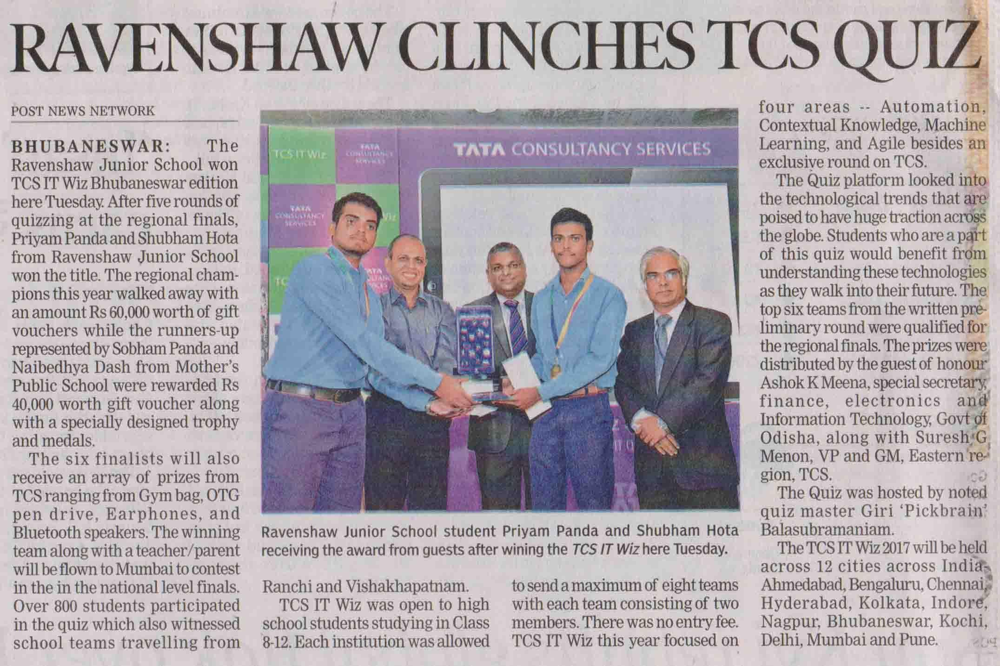 RAVENSHAW CLINCHES TCS QUIZ
POST NEWS NETWORK
BHUBANESWAR: The
Ravenshaw Junior School won
TCS IT Wiz Bhubaneswar edition
here Tuesday. After five rounds of
quizzing at the regional finals,
Priyam Panda and Shubham Hota
from Ravenshaw Junior School
won the title. The regional cham-
pions this year walked away with
an amount Rs 60,000 worth of gift
vouchers while the runners-up
represented by Sobham Panda and
Naibedhya Dash from Mother's
Public School were rewarded Rs
40,000 worth gift voucher along
with a specially designed trophy
and medals.
The six finalists will also
receive an array of prizes from
TCS ranging from Gym bag, OTG
pen drive, Earphones, and
Bluetooth speakers. The winning
team along with a teacher/parent
will be flown to Mumbai to contest
in the in the national level finals.
Over 800 students participated
in the quiz which also witnessed
school teams travelling from
TCS IT Wiz
TATA
CONSULTANCY
SERVICES
TATA CONSULTANCY SERVICES
TATA
CONSULTANCY
SERVICES
Wiz
Ravenshaw Junior School student Priyam Panda and Shubham Hota
receiving the award from guests after wining the TCS IT Wiz here Tuesday.
Ranchi and Vishakhapatnam.
TCS IT Wiz was open to high
school students studying in Class
8-12. Each institution was allowed
to send a maximum of eight teams
with each team consisting of two
members. There was no entry fee.
TCS IT Wiz this year focused on
four areas -- Automation,
Contextual Knowledge, Machine
Learning, and Agile besides an
exclusive round on TCS.
The Quiz platform looked into
the technological trends that are
poised to have huge traction across
the globe. Students who are a part
of this quiz would benefit from
understanding these technologies
as they walk into their future. The
top six teams from the written pre-
liminary round were qualified for
the regional finals. The prizes were
distributed by the guest of honour
Ashok K Meena, special secretary,
finance, electronics and
Information Technology, Govt of
Odisha, along with Suresh G
Menon, VP and GM, Eastern re-
gion, TCS.
The Quiz was hosted by noted
quiz master Giri 'Pickbrain'
Balasubramaniam.
The TCS IT Wiz 2017 will be held
across 12 cities across India-
Ahmedabad, Bengaluru, Chennai,
Hyderabad, Kolkata, Indore,
Nagpur, Bhubaneswar, Kochi,
Delhi, Mumbai and Pune.